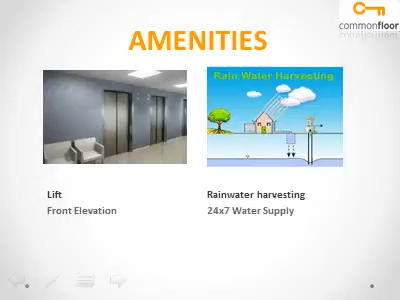 commonfloor
AMENITIES
Rain Water Harvesting
Lift
Front Elevation
Rainwater harvesting
24x7 Water Supply